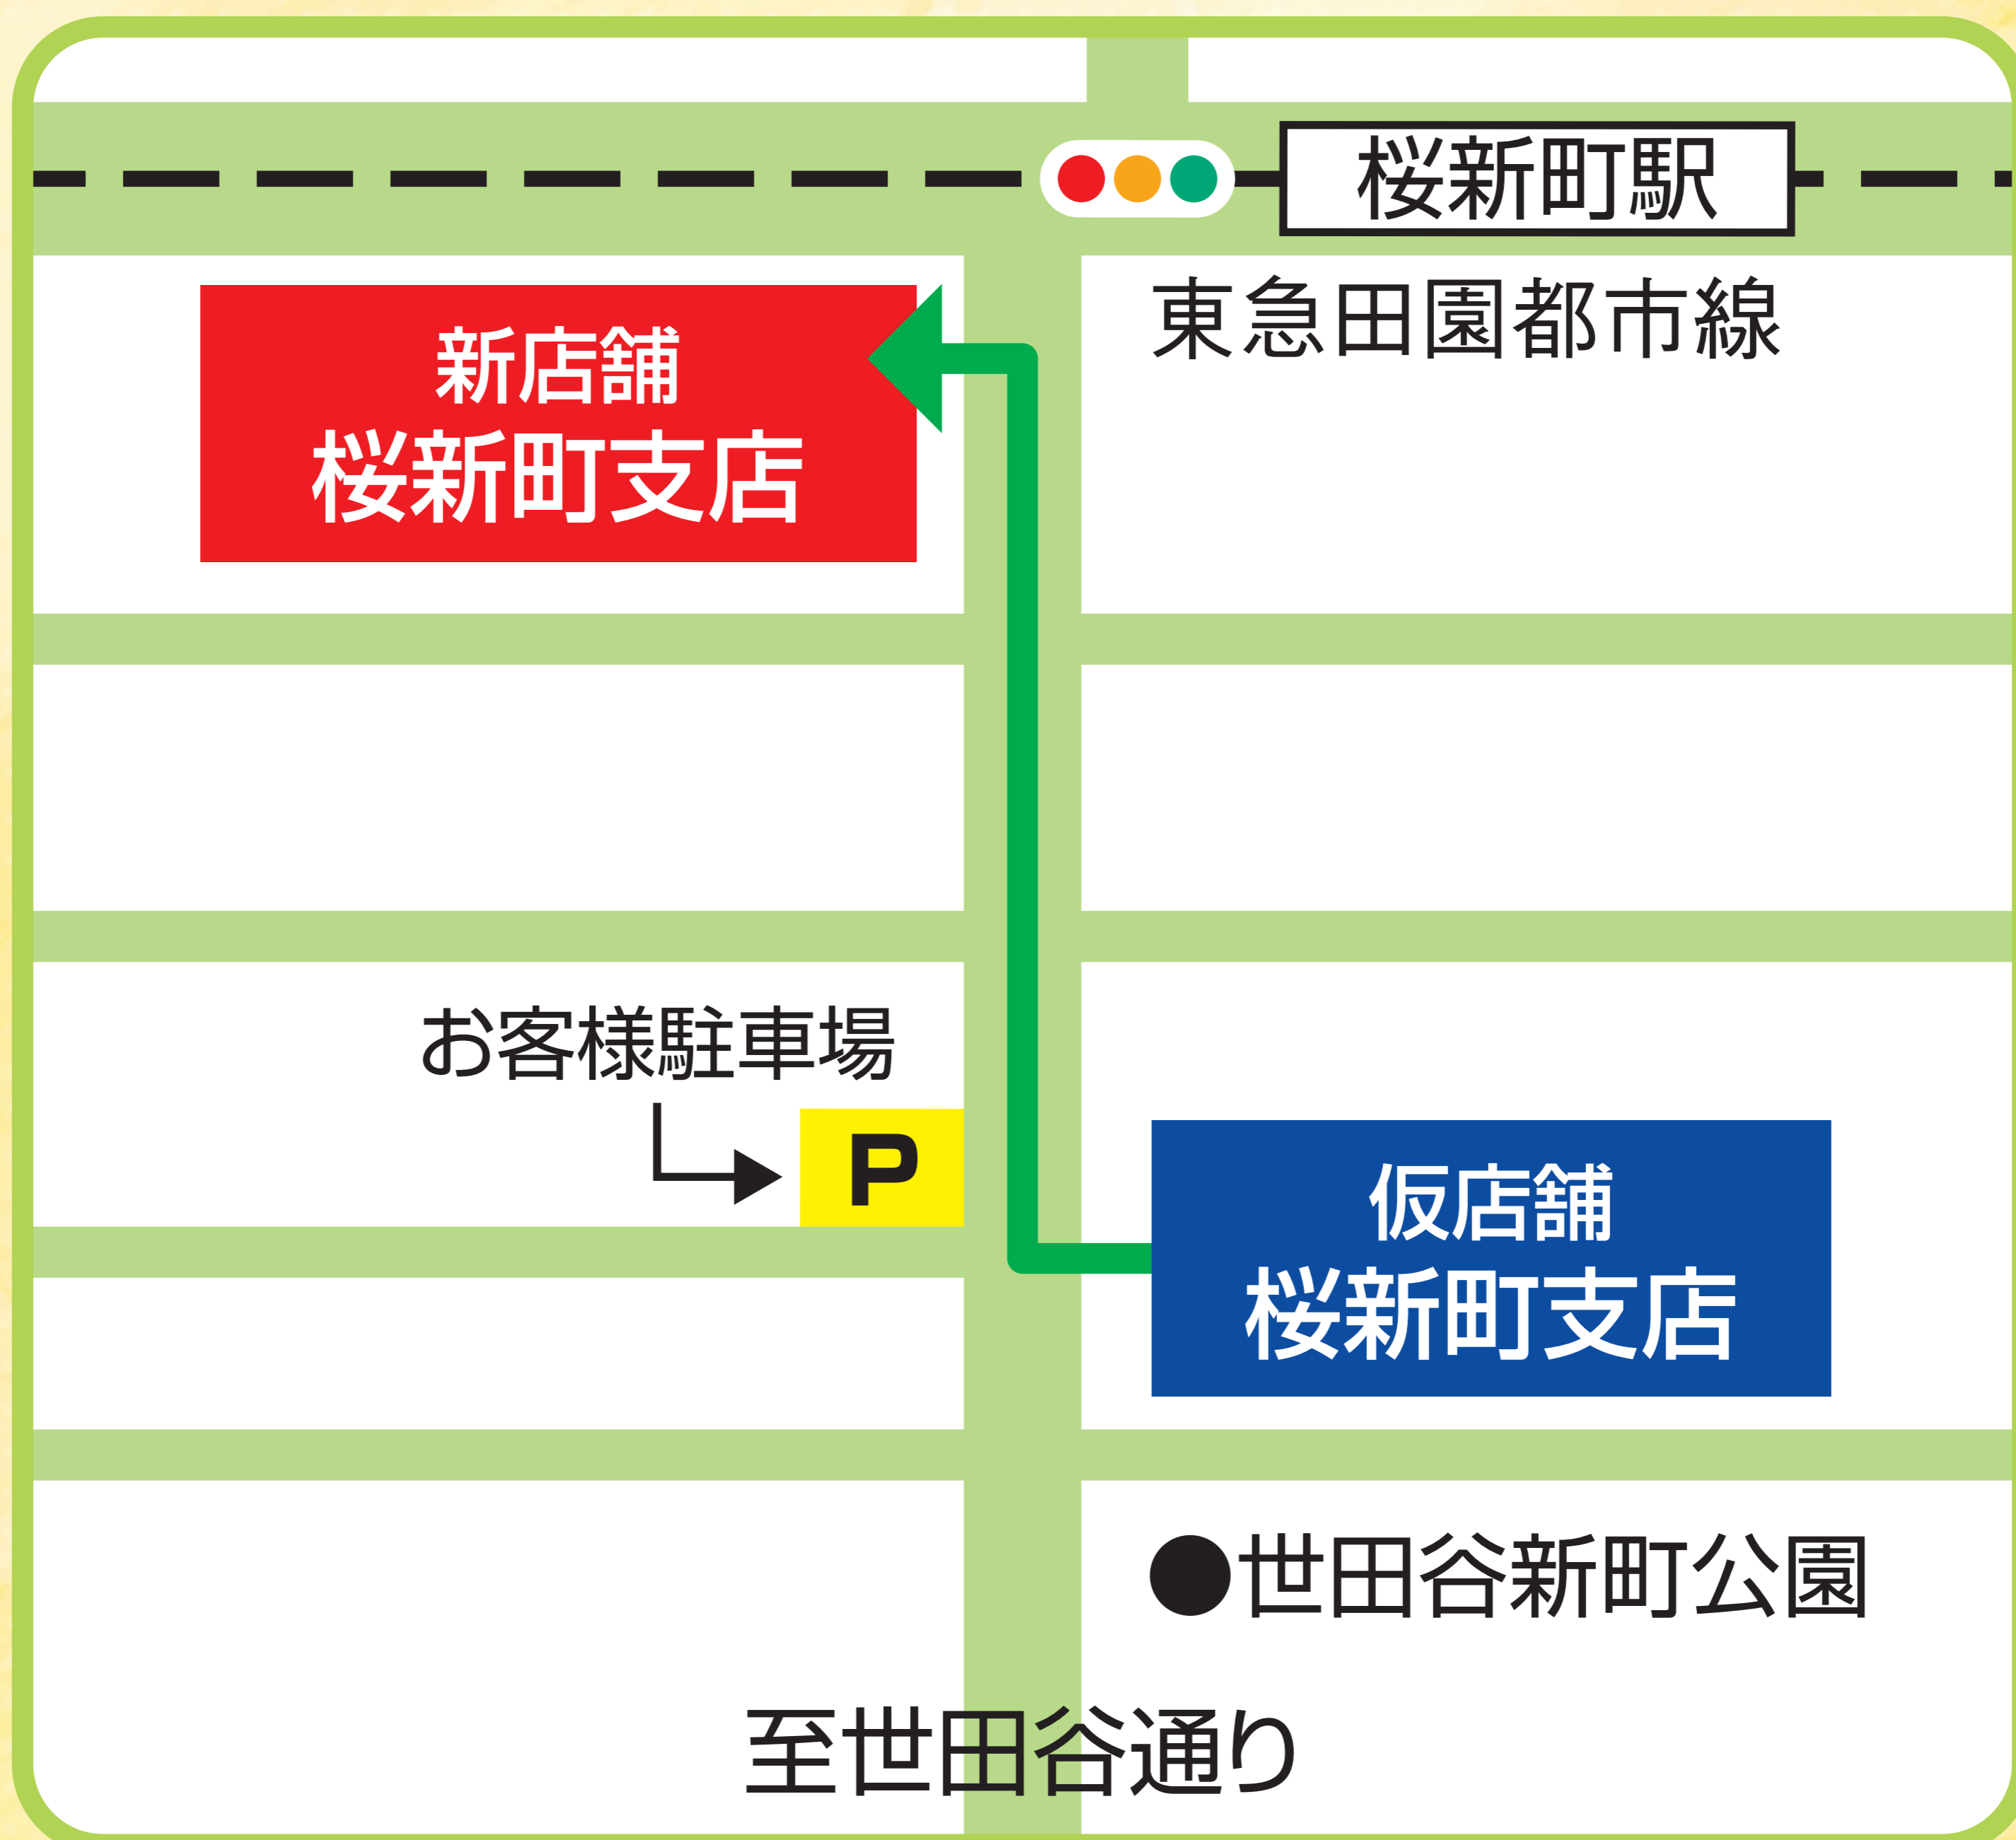 桜新町駅
東急田園都市線
新店舗
桜新町支店
お客様駐車場
P
仮店舗
桜新町支店
●世田谷新町公園
至世田谷通り